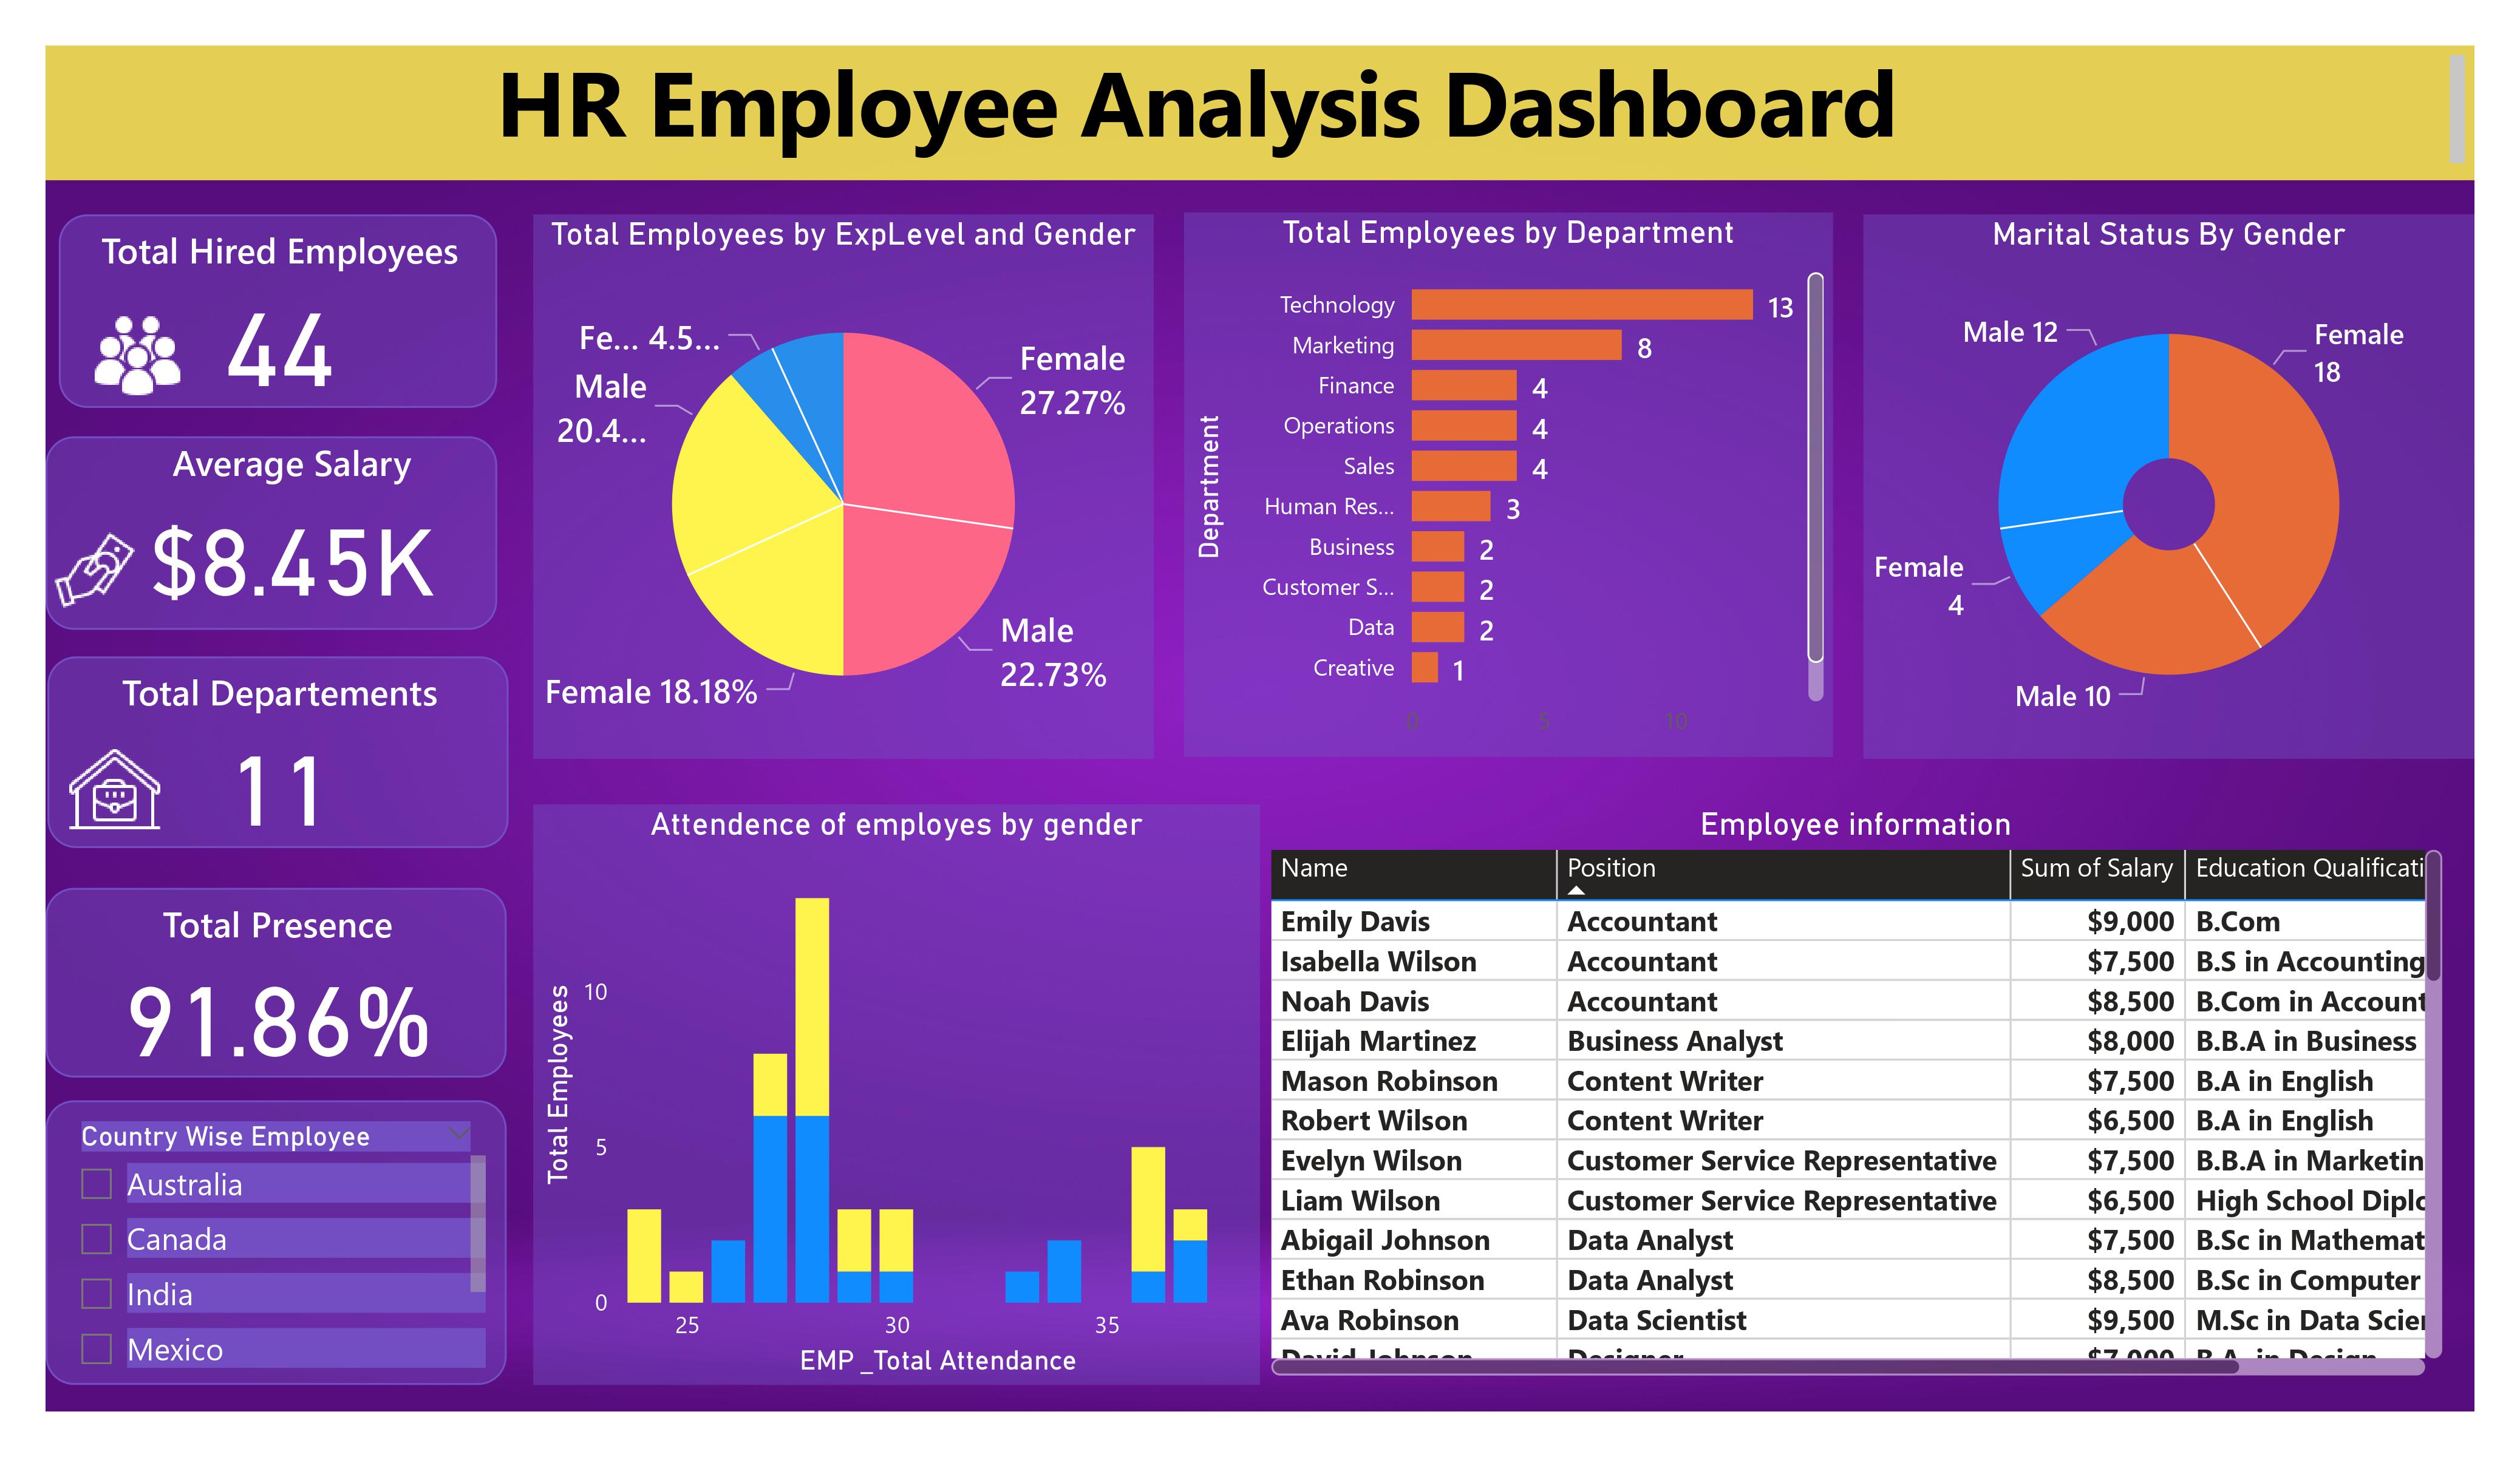 HR Employee Analysis Dashboard
Total Hired Employees
44
Average Salary
$8.45K
Total Departements
11
Total Presence
91.86%
Country Wise Employee
Australia
Canada
India
Mexico
Total Employees by ExpLevel and Gender
Fe... 4.5...
Male
20.4...
Female
27.27%
Male
22.73%
Female 18.18%
Total Employees by Department
Department
Technology 13
Marketing 8
Finance 4
Operations 4
Sales 4
Human Res... 3
Business 2
Customer S... 2
Data 2
Creative 1
0 5 10
Marital Status By Gender
Male 12
Female
18
Female
4
Male 10
Attendence of employes by gender
Total Employees
10
5
0
25 30 35
EMP_Total Attendance
Employee information
Name Position Sum of Salary Education Qualificati
Emily Davis Accountant $9,000 B.Com
Isabella Wilson Accountant $7,500 B.S in Accounting
Noah Davis Accountant $8,500 B.Com in Account
Elijah Martinez Business Analyst $8,000 B.B.A in Business
Mason Robinson Content Writer $7,500 B.A in English
Robert Wilson Content Writer $6,500 B.A in English
Evelyn Wilson Customer Service Representative $7,500 B.B.A in Marketin
Liam Wilson Customer Service Representative $6,500 High School Diplo
Abigail Johnson Data Analyst $7,500 B.Sc in Mathemat
Ethan Robinson Data Analyst $8,500 B.Sc in Computer
Ava Robinson Data Scientist $9,500 M.Sc in Data Scien
David Johnson Designer $7,000 B.A. in Design